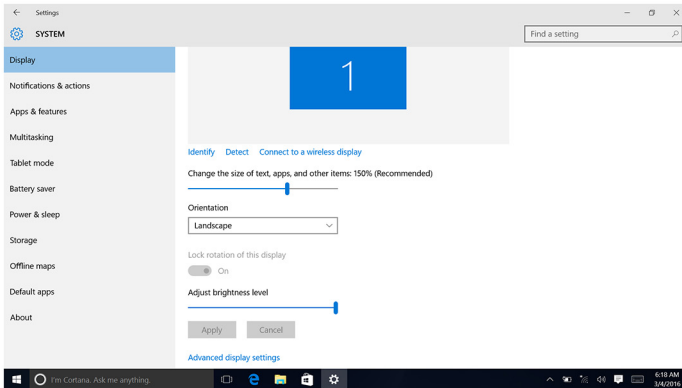 Settings
SYSTEM
Find a setting
Display
Notifications & actions
Apps & features
Multitasking
Tablet mode
Battery saver
Power & sleep
Storage
Offline maps
Default apps
About
1
Identify Detect Connect to a wireless display
Change the size of text, apps, and other items: 150% (Recommended)
Orientation
Landscape
Lock rotation of this display
On
Adjust brightness level
Apply Cancel
Advanced display settings
I'm Cortana. Ask me anything.
6:18 AM
3/4/2016